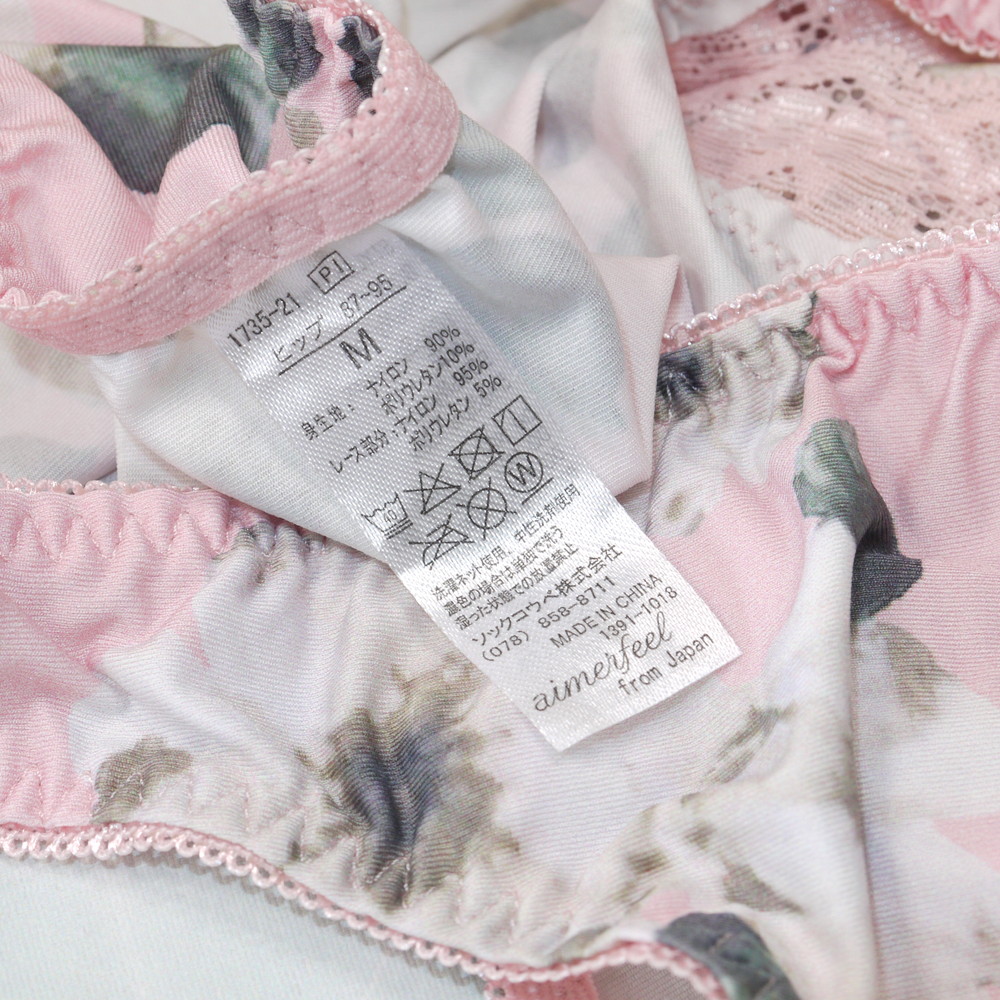 1735-21 PI
ヒップ 87~95
M
身生地: ナイロン 90%
ポリウレタン10%
レース部分:ナイロン 95%
ポリウレタン 5%
40
W
洗濯ネット使用、中性洗剤使用
濃色の場合は単独で洗う
湿った状態での放置禁止
ソックコウベ株式会社
(078) 858-8711
MADE IN CHINA
1391-1018
aimerfeel
from Japan